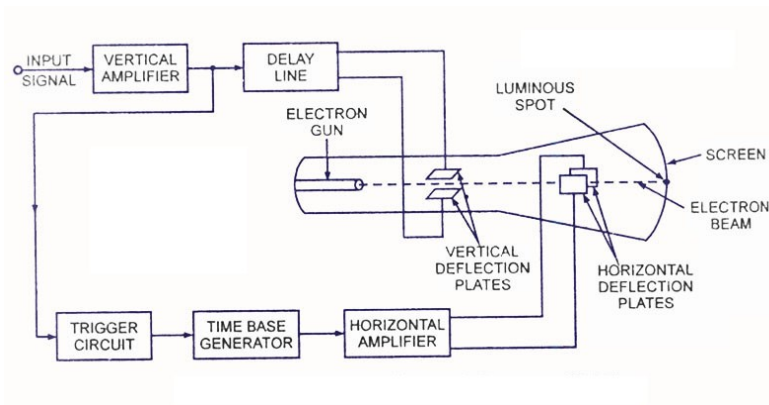 INPUT
SIGNAL
VERTICAL
AMPLIFIER
DELAY
LINE
ELECTRON
GUN
LUMINOUS
SPOT
SCREEN
ELECTRON
BEAM
VERTICAL
DEFLECTION
PLATES
HORIZONTAL
DEFLECTION
PLATES
TRIGGER
CIRCUIT
TIME BASE
GENERATOR
HORIZONTAL
AMPLIFIER